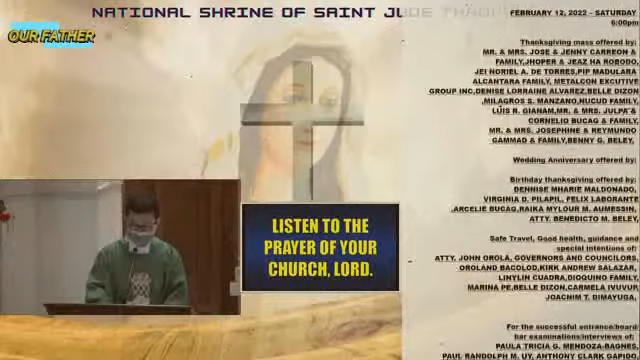 NATIONAL SHRINE OF SAINT JUDE THAD
FEBRUARY 12, 2022 – SATURDAY
6:00pm
OUR FATHER
Thanksgiving mass offered by:
MR. & MRS. JOSE & JENNY CARREON &
FAMILY,JHOPER & JEAZ HA ROBODO,
JEI NORIEL A. DE TORRES,PIP MADULARA
ALCANTARA FAMILY, METALCON EXCUTIVE
GROUP INC,DENISE LORRAINE ALVAREZ,BELLE DIZON
,MILAGROS S. MANZANO,NUCUD FAMILY,
LUIS R. GIANAM,MR. & MRS. JULPA &
CORNELIO BUCAG & FAMILY,
MR. & MRS. JOSEPHINE & REYMUNDO
GAMMAD & FAMILY,BENNY G. BELEY,
Wedding Anniversary offered by:
Birthday thanksgiving offered by:
DENNISE MHARIE MALDONADO,
VIRGINIA D. PILAPIL, FELIX LABORANTE
,ARCELIE BUCAG,RAIKA MYLOUR M. AUMESSIN,
ATTY. BENEDICTO M. BELEY,
LISTEN TO THE
PRAYER OF YOUR
CHURCH, LORD.
Safe Travel, Good health, guidance and
special intentions of:
ATTY. JOHN OROLA, GOVERNORS AND COUNCILORS,
OROLAND BACOLOD,KIRK ANDREW SALAZAR,
LINYLIN CUADRA,DIOQUINO FAMILY,
MARINA PE,BELLE DIZON,CARMELA IVUVUP,
JOACHIM T. DIMAYUGA,
For the successful entrance/board/
bar examinations/interviews of:
PAULA TRICIA G. MENDOZA-BAGNES,
PAUL RANDOLPH M. UY, ANTHONY CLARK GAPIDO,